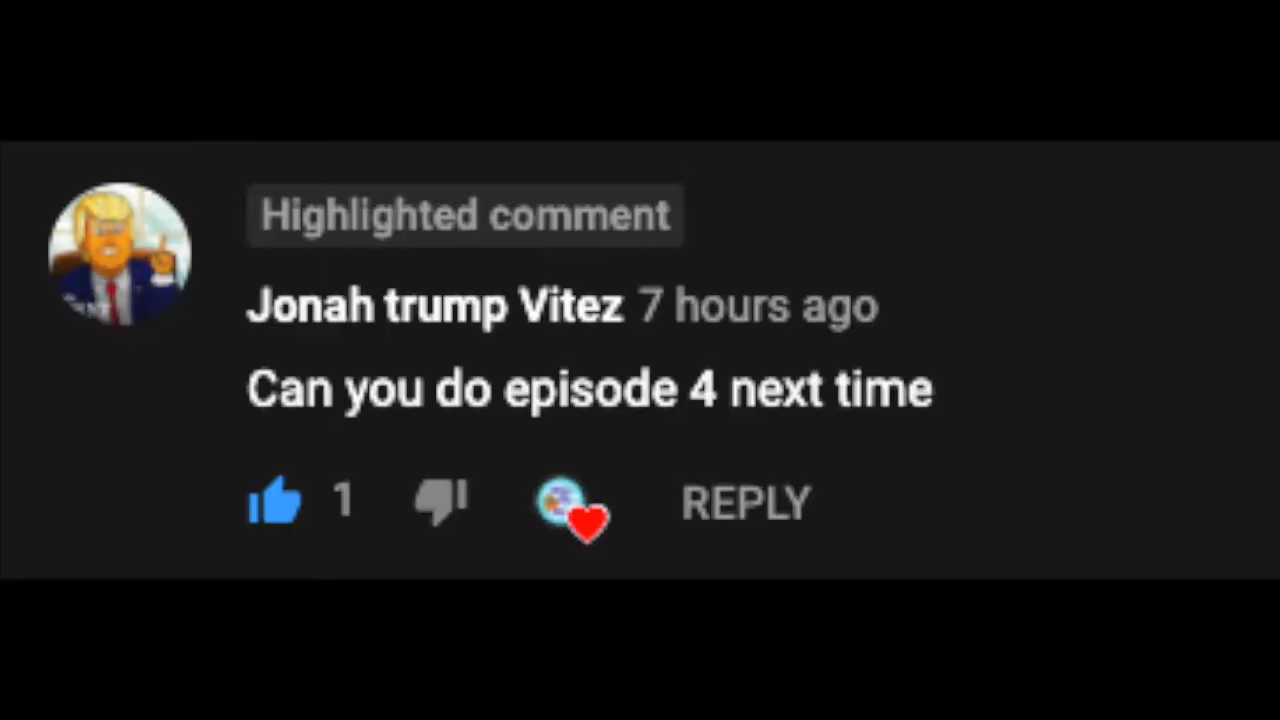 Highlighted comment
Jonah trump Vitez 7 hours ago
Can you do episode 4 next time
1 REPLY